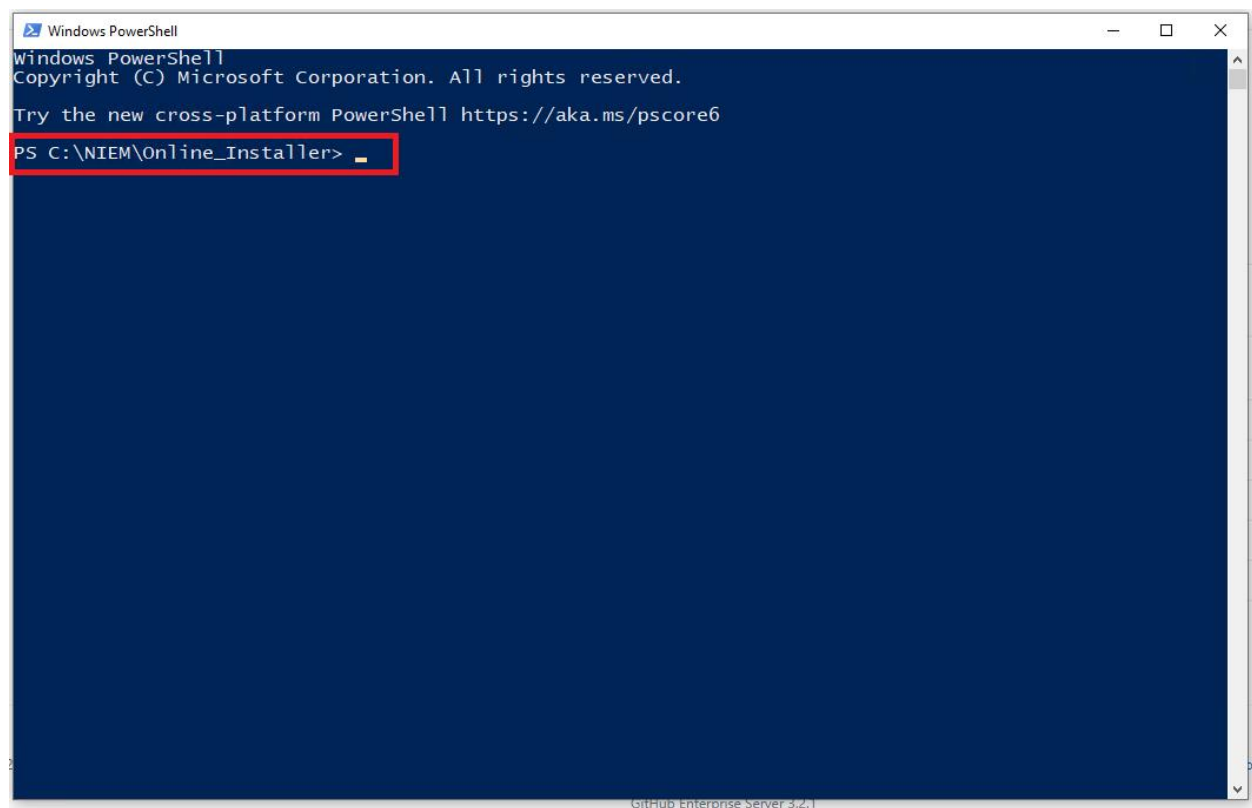 Windows PowerShell
Windows PowerShell
Copyright (C) Microsoft Corporation. All rights reserved.
Try the new cross-platform PowerShell https://aka.ms/pscore6
PS C:\NIEM\Online_Installer> _
GitHub Enterprise Server 3.2.1